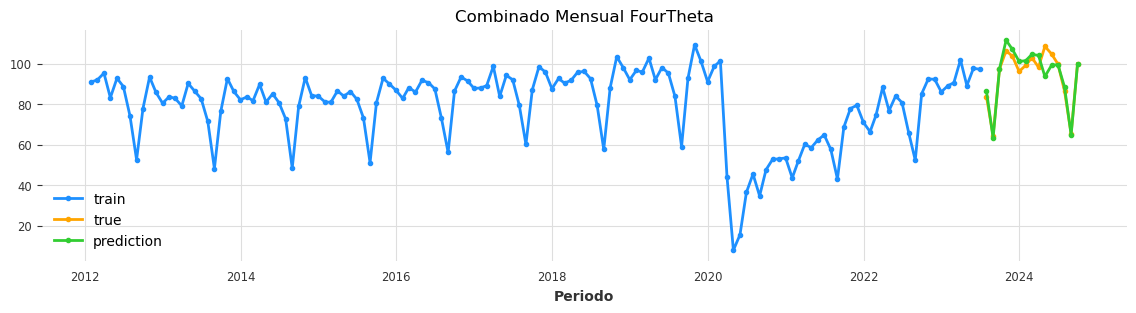 Combinado Mensual FourTheta
100
80
60
40
20
train
true
prediction
2012 2014 2016 2018 2020 2022 2024
Periodo